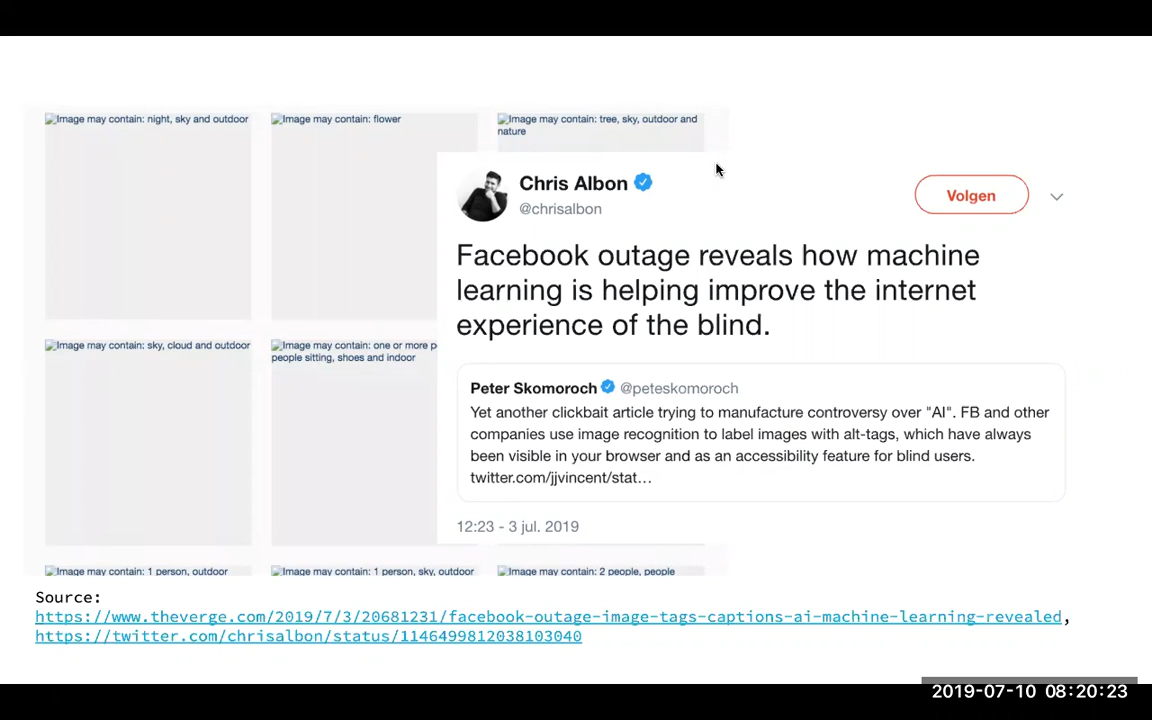 Image may contain: night, sky and outdoor
Image may contain: flower
Image may contain: tree, sky, outdoor and
nature
Chris Albon
@chrisalbon
Volgen
Facebook outage reveals how machine
learning is helping improve the internet
experience of the blind.
Image may contain: sky, cloud and outdoor
Image may contain: one or more p
people sitting, shoes and indoor
Peter Skomoroch @peteskomoroch
Yet another clickbait article trying to manufacture controversy over "AI". FB and other
companies use image recognition to label images with alt-tags, which have always
been visible in your browser and as an accessibility feature for blind users.
twitter.com/jjvincent/stat...
12:23 - 3 jul. 2019
Image may contain: 1 person, outdoor
Image may contain: 1 person, sky, outdoor
Image may contain: 2 people, people
Source:
https://www.theverge.com/2019/7/3/20681231/facebook-outage-image-tags-captions-ai-machine-learning-revealed,
https://twitter.com/chrisalbon/status/1146499812038103040
2019-07-10 08:20:23